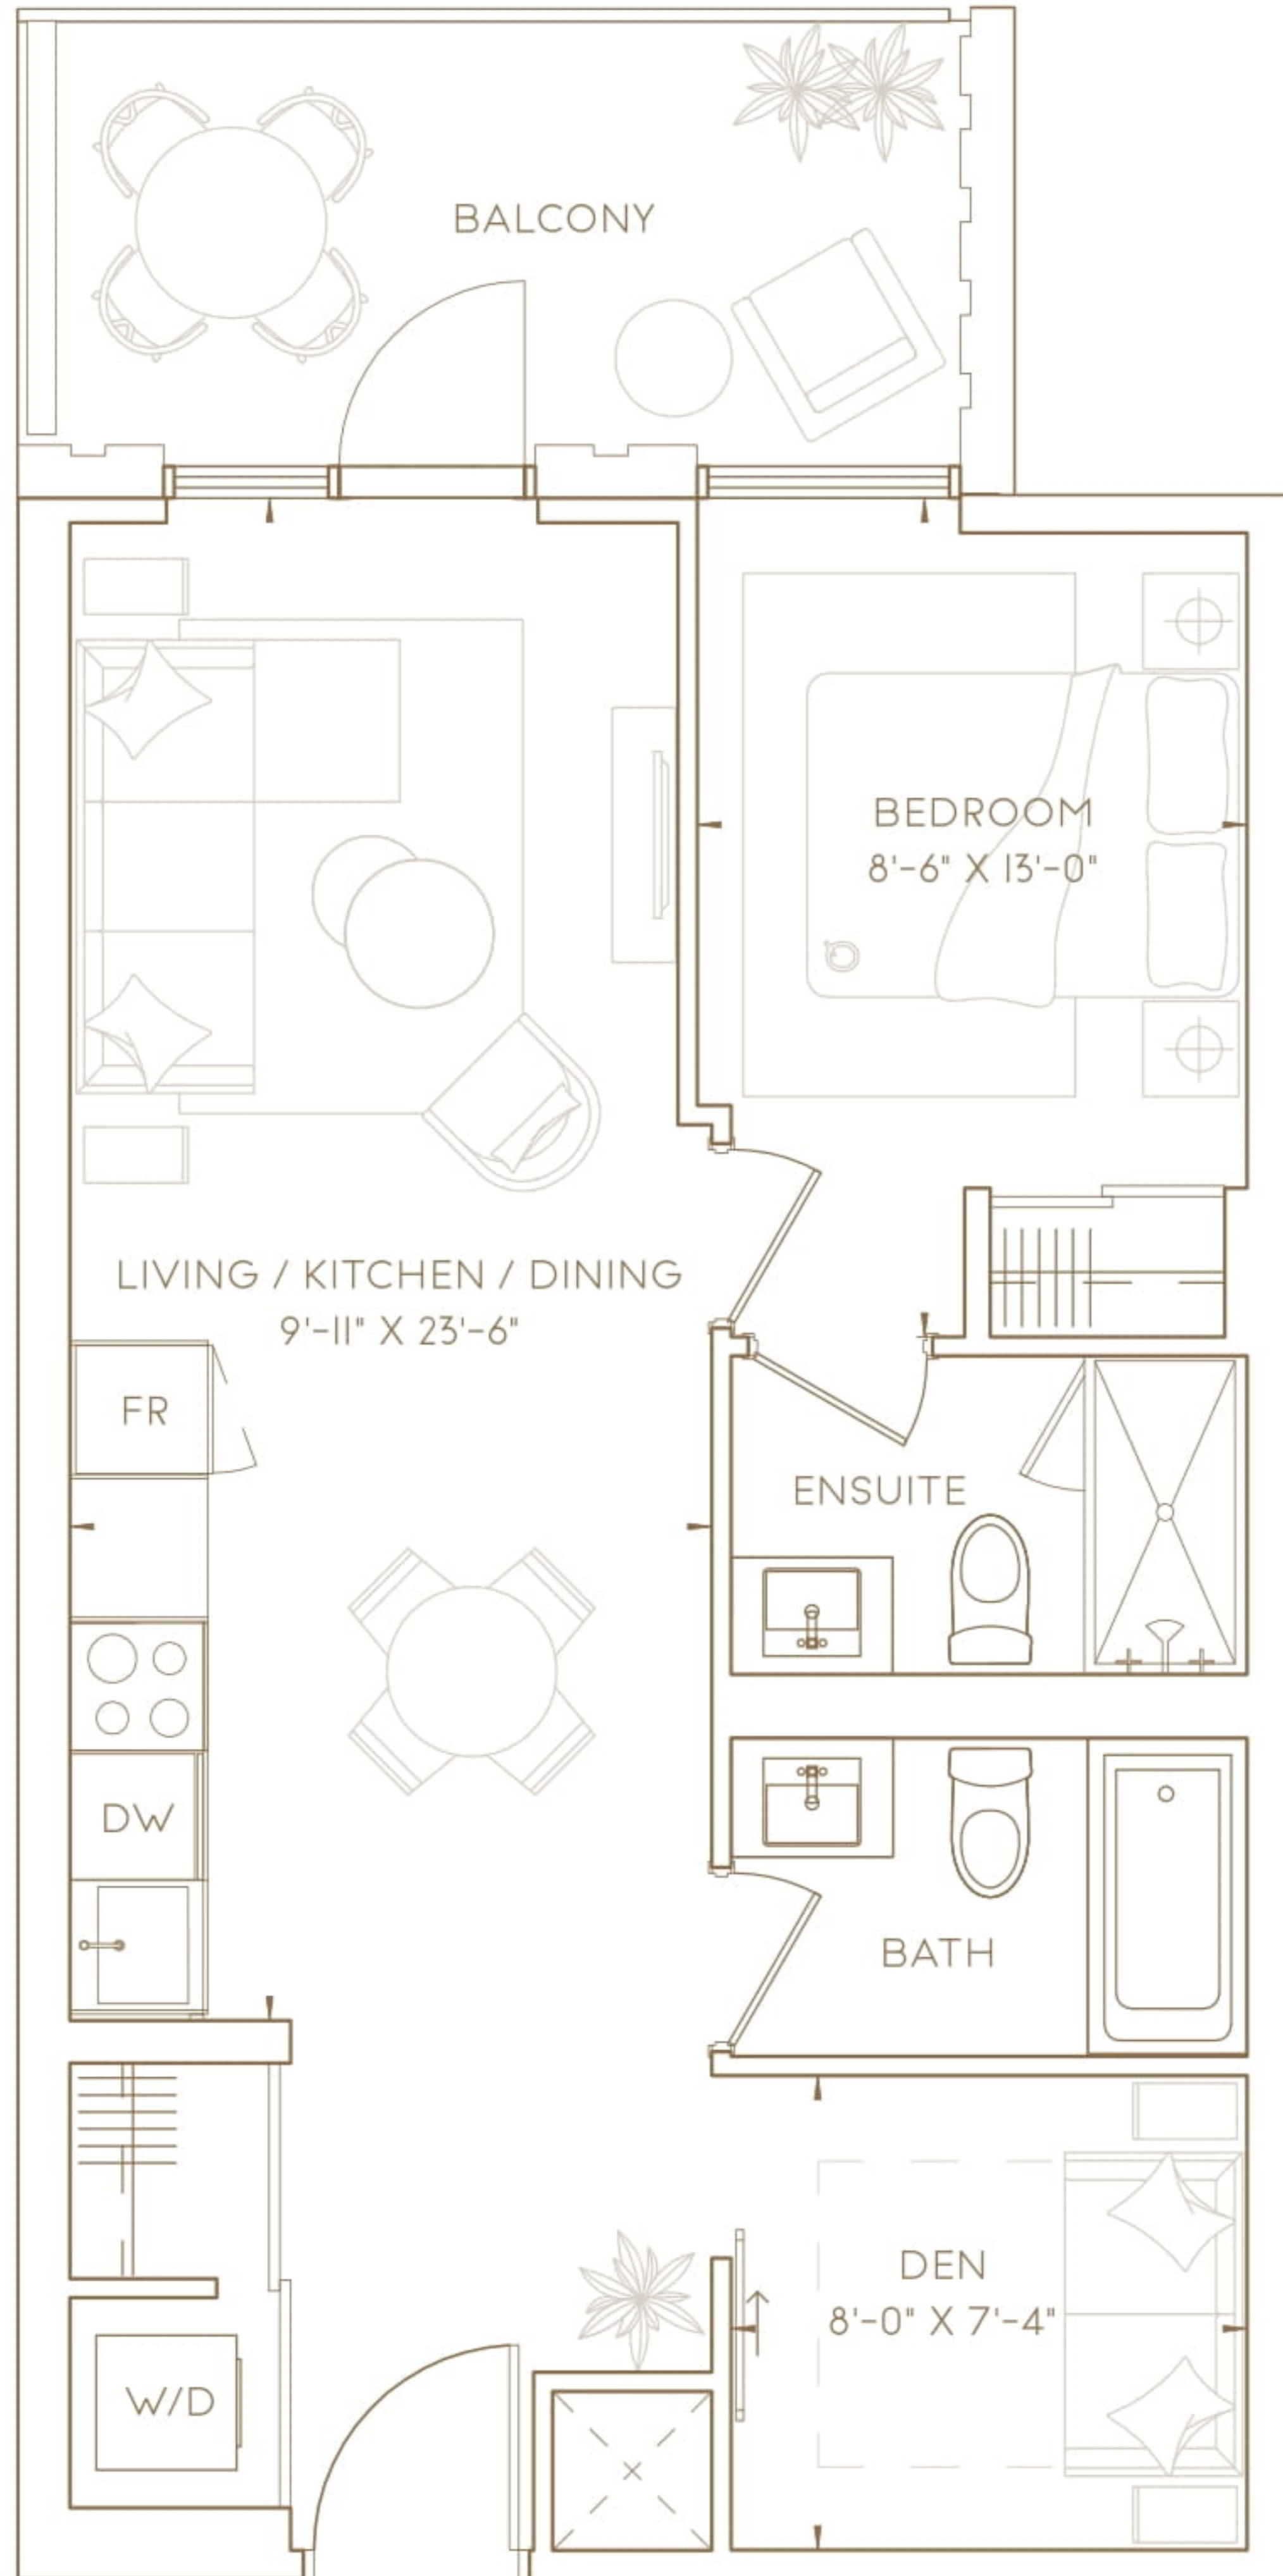 BALCONY
BEDROOM
8'-6" X 13'-0"
LIVING / KITCHEN / DINING
9'-11" X 23'-6"
FR
ENSUITE
DW
BATH
DEN
8'-0" X 7'-4"
W/D